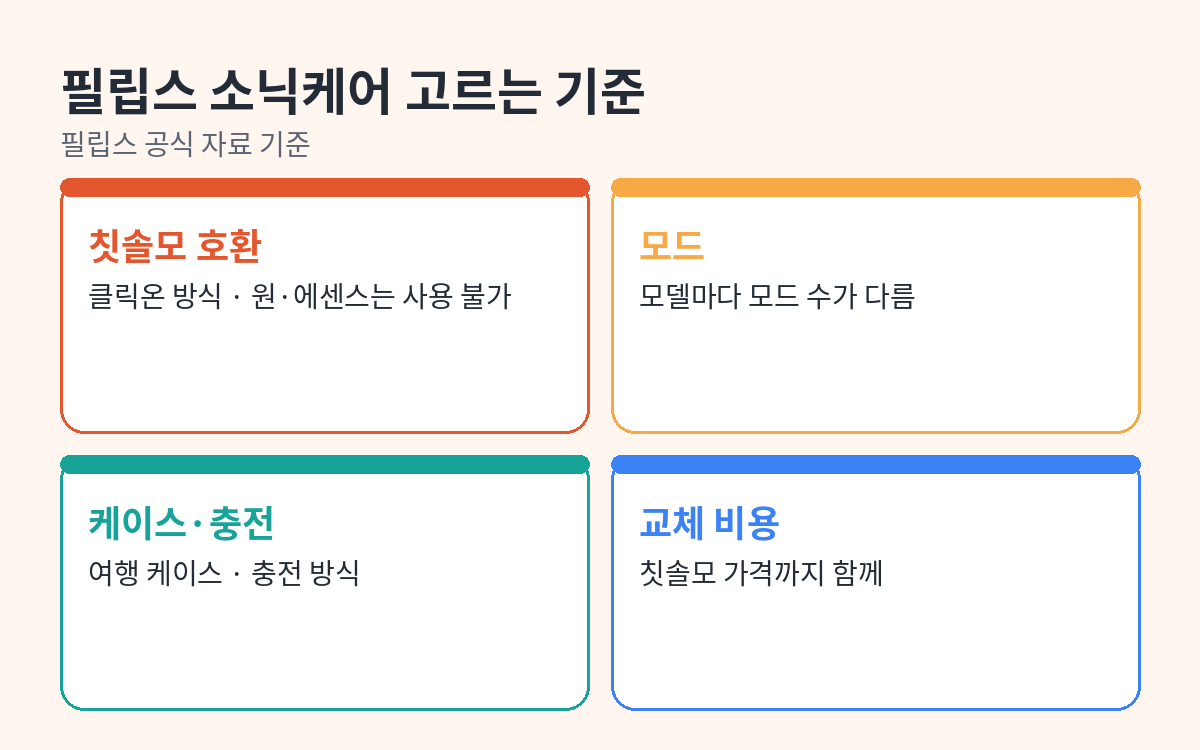 필립스 소닉케어 고르는 기준
필립스 공식 자료 기준
칫솔모 호환
클릭온 방식 · 원·에센스는 사용 불가
모드
모델마다 모드 수가 다름
케이스·충전
여행 케이스 · 충전 방식
교체 비용
칫솔모 가격까지 함께